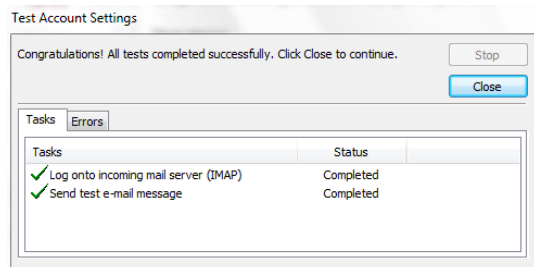 Test Account Settings
Congratulations! All tests completed successfully. Click Close to continue.
Stop
Close
Tasks Errors
Tasks Status
Log onto incoming mail server (IMAP) Completed
Send test e-mail message Completed